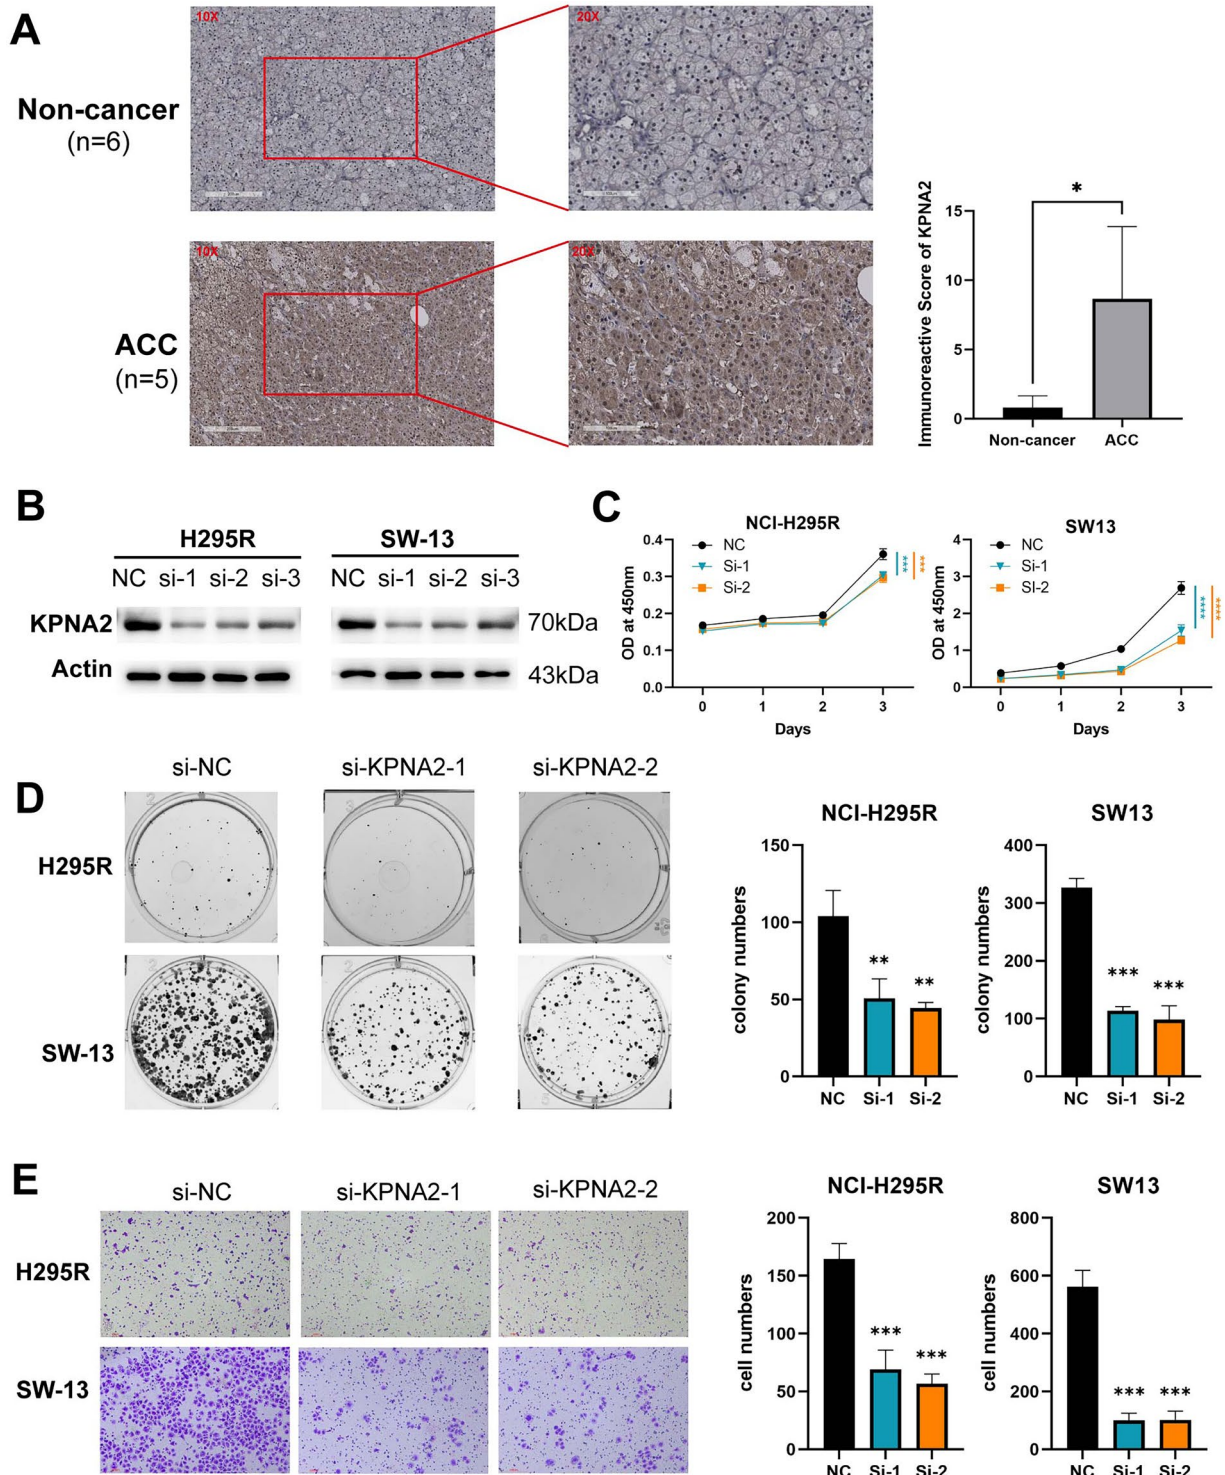 A
10X
20X
Non-cancer
(n=6)
10X
20X
ACC
(n=5)
Immunoreactive Score of KPNA2
15
10
5
0
*
Non-cancer
ACC
B
H295R
SW-13
NC si-1 si-2 si-3
NC si-1 si-2 si-3
KPNA2
70kDa
Actin
43kDa
C
NCI-H295R
OD at 450nm
0.4
0.3
0.2
0.1
0.0
NC
Si-1
Si-2
***
***
0 1 2 3
Days
SW13
OD at 450nm
4
3
2
1
0
NC
Si-1
SI-2
****
****
0 1 2 3
Days
D
si-NC
si-KPNA2-1
si-KPNA2-2
H295R
SW-13
NCI-H295R
colony numbers
150
100
50
0
**
**
NC Si-1 Si-2
SW13
colony numbers
400
300
200
100
0
***
***
NC Si-1 Si-2
E
si-NC
si-KPNA2-1
si-KPNA2-2
H295R
SW-13
NCI-H295R
cell numbers
200
150
100
50
0
***
***
NC Si-1 Si-2
SW13
cell numbers
800
600
400
200
0
***
***
NC Si-1 Si-2